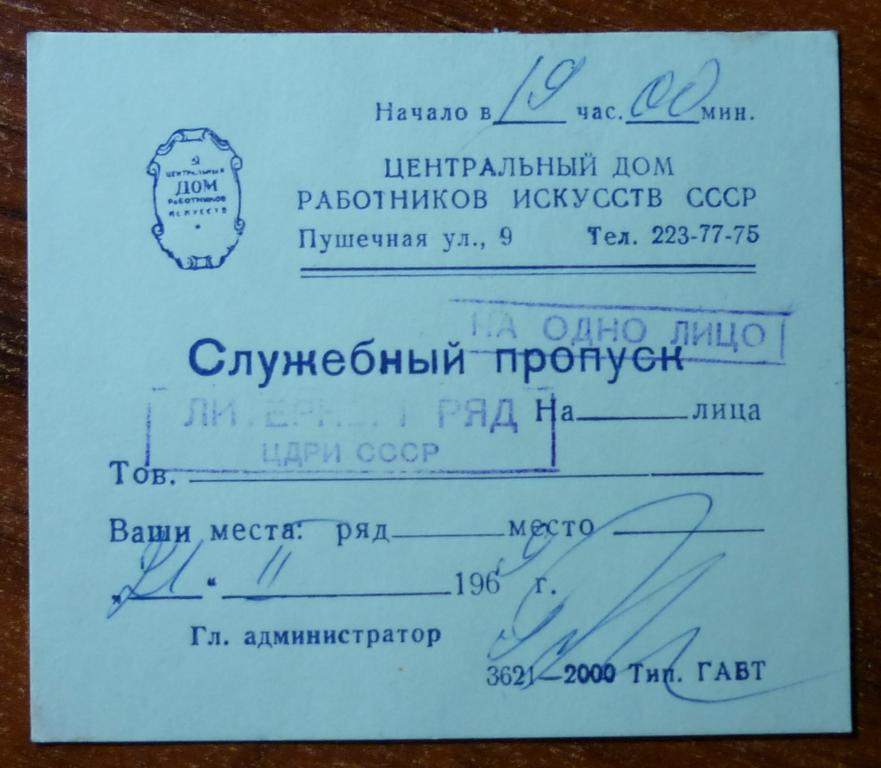 Начало в 19 час. 00 мин.
ЦЕНТРАЛЬНЫЙ
ДОМ
РАБОТНИКОВ
ИСКУССТВ
ЦЕНТРАЛЬНЫЙ ДОМ
РАБОТНИКОВ ИСКУССТВ СССР
Пушечная ул., 9 Тел. 223-77-75
НА ОДНО ЛИЦО
Служебный пропуск
РЯД
ЦДРИ СССР
На лица
Тов.
Ваши места: ряд место
„21“ II 196 г.
Гл. администратор
3621—2000 Тип. ГАБТ